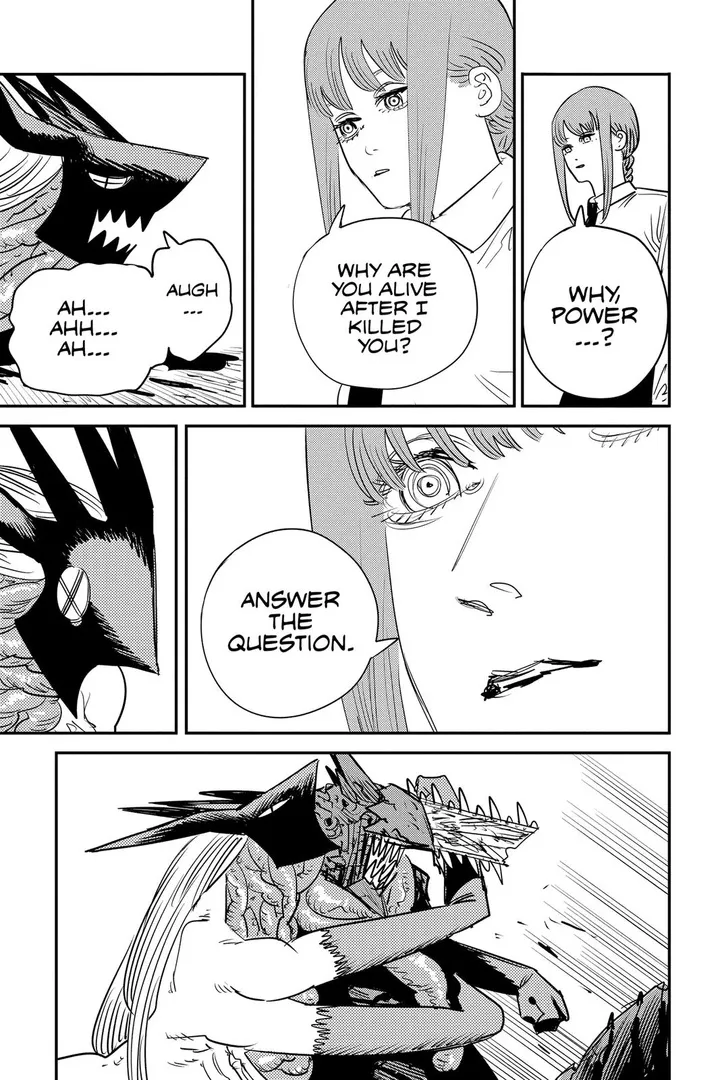 WHY,
POWER
...?
WHY ARE
YOU ALIVE
AFTER I
KILLED
YOU?
AUGH
...
AH...
AHH...
AH...
ANSWER
THE
QUESTION.